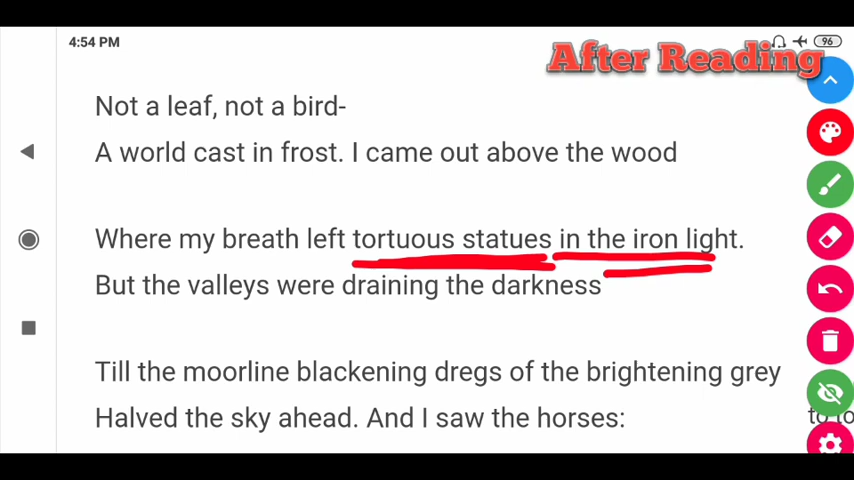 4:54 PM
96
After Reading
Not a leaf, not a bird-
A world cast in frost. I came out above the wood
Where my breath left tortuous statues in the iron light.
But the valleys were draining the darkness
Till the moorline blackening dregs of the brightening grey
Halved the sky ahead. And I saw the horses: